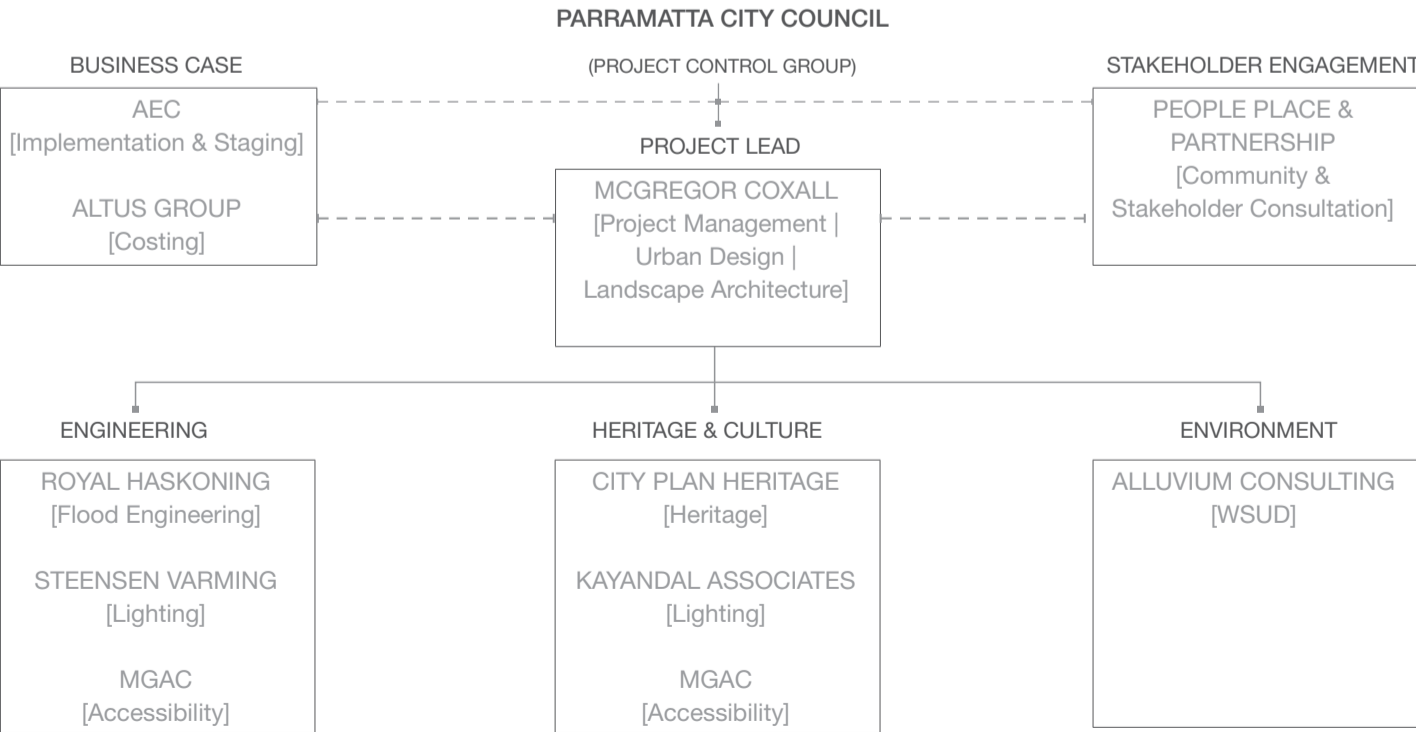 PARRAMATTA CITY COUNCIL
(PROJECT CONTROL GROUP)
BUSINESS CASE
AEC
[Implementation & Staging]
ALTUS GROUP
[Costing]
PROJECT LEAD
MCGREGOR COXALL
[Project Management |
Urban Design |
Landscape Architecture]
STAKEHOLDER ENGAGEMENT
PEOPLE PLACE &
PARTNERSHIP
[Community &
Stakeholder Consultation]
ENGINEERING
ROYAL HASKONING
[Flood Engineering]
STEENSEN VARMING
[Lighting]
MGAC
[Accessibility]
HERITAGE & CULTURE
CITY PLAN HERITAGE
[Heritage]
KAYANDAL ASSOCIATES
[Lighting]
MGAC
[Accessibility]
ENVIRONMENT
ALLUVIUM CONSULTING
[WSUD]